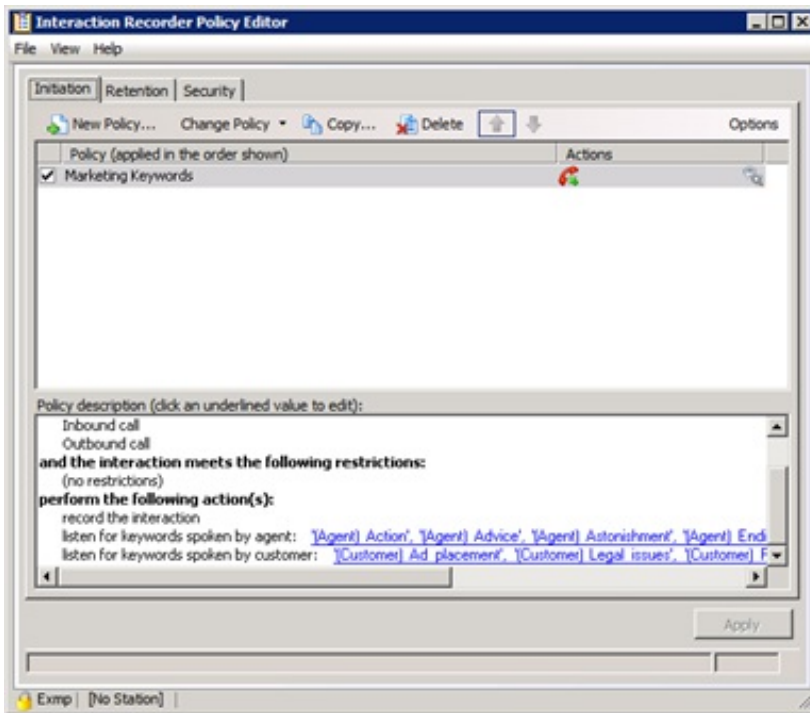 Interaction Recorder Policy Editor
File View Help
Initiation Retention Security
New Policy... Change Policy Copy... Delete Options
Policy (applied in the order shown) Actions
Marketing Keywords
Policy description (click an underlined value to edit):
Inbound call
Outbound call
and the interaction meets the following restrictions:
(no restrictions)
perform the following action(s):
record the interaction
listen for keywords spoken by agent: '(Agent) Action', '(Agent) Advice', '(Agent) Astonishment', '(Agent) Endi
listen for keywords spoken by customer: '(Customer) Ad placement', '(Customer) Legal issues', '(Customer) F
Apply
Exmp [No Station]